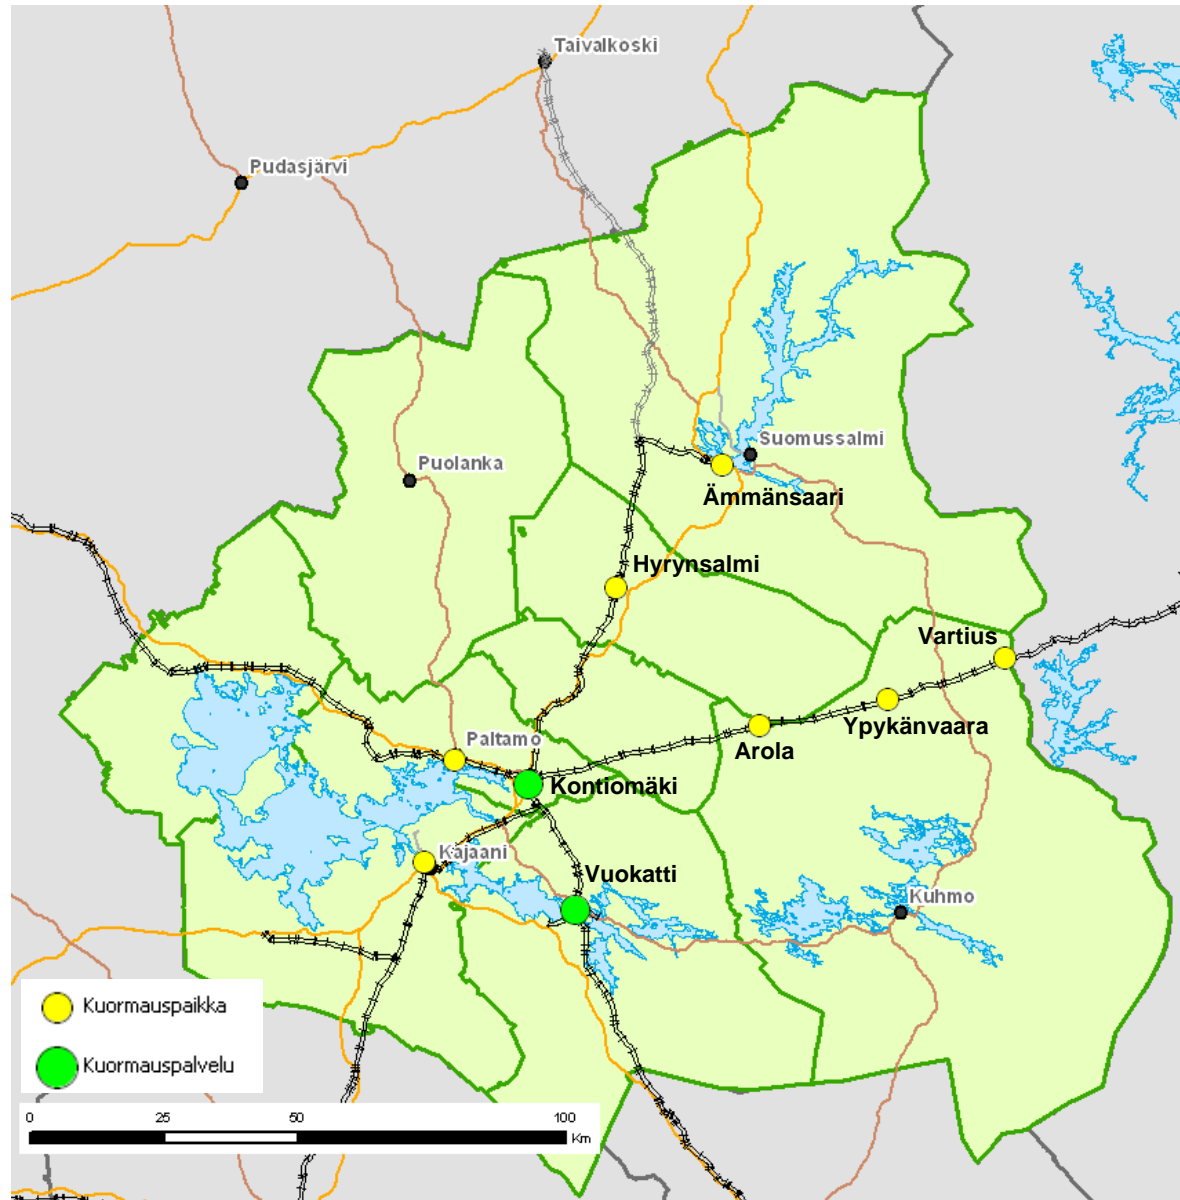 Taivalkoski
Pudasjärvi
Suomussalmi
Puolanka
Ämmänsaari
Hyrynsalmi
Vartius
Ypykänvaara
Paltamo
Arola
Kontiomäki
Kajaani
Vuokatti
Kuhmo
Kuormauspaikka
Kuormauspalvelu
0 25 50 100
Km